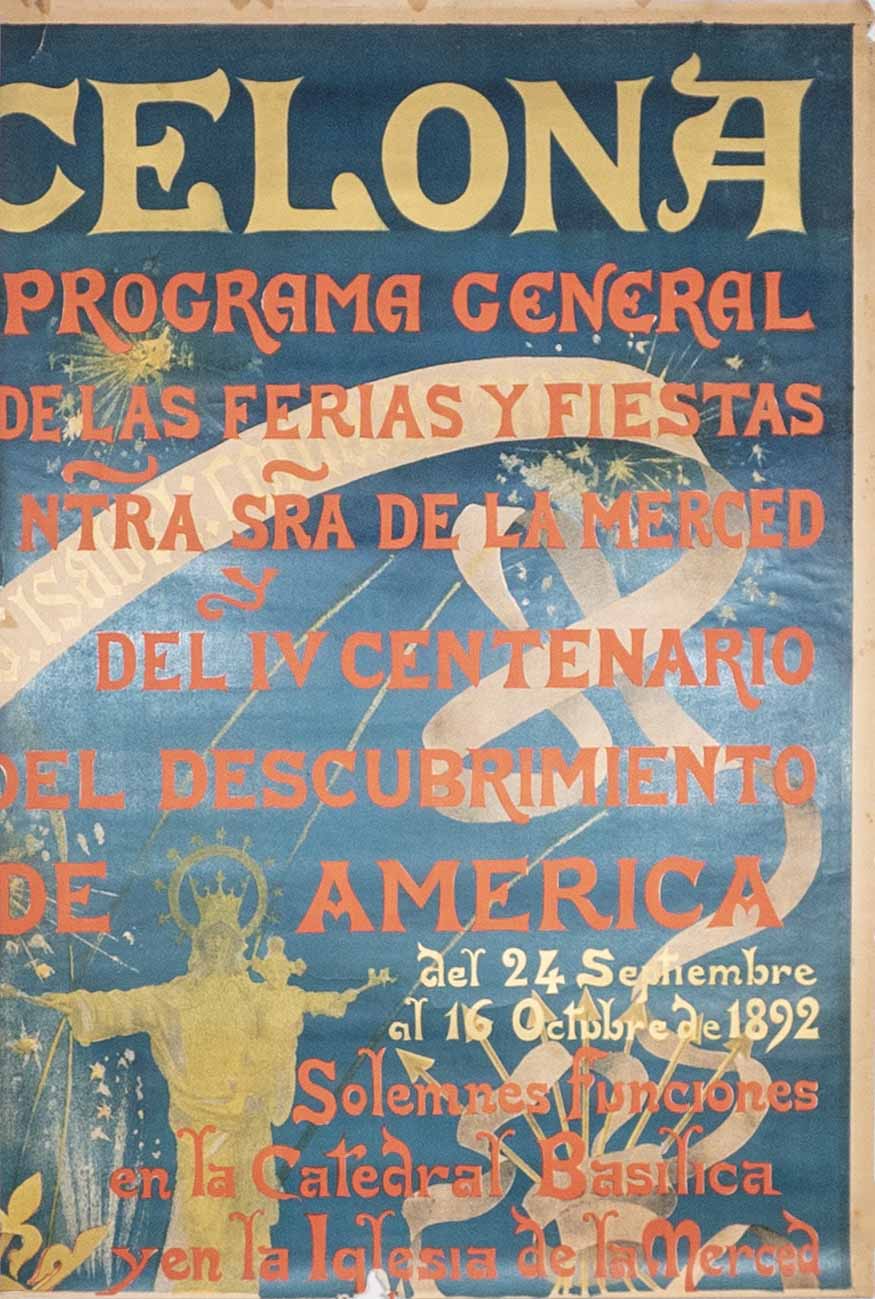 CELONA
PROGRAMA GENERAL
DE LAS FERIAS Y FIESTAS
NTRA SRA DE LA MERCED
Y
DEL IV CENTENARIO
DEL DESCUBRIMIENTO
DE AMERICA
del 24 Septiembre
al 16 Octubre de 1892
Solemnes Funciones
en la Catedral Basilica
y en la Iglesia de la Merced